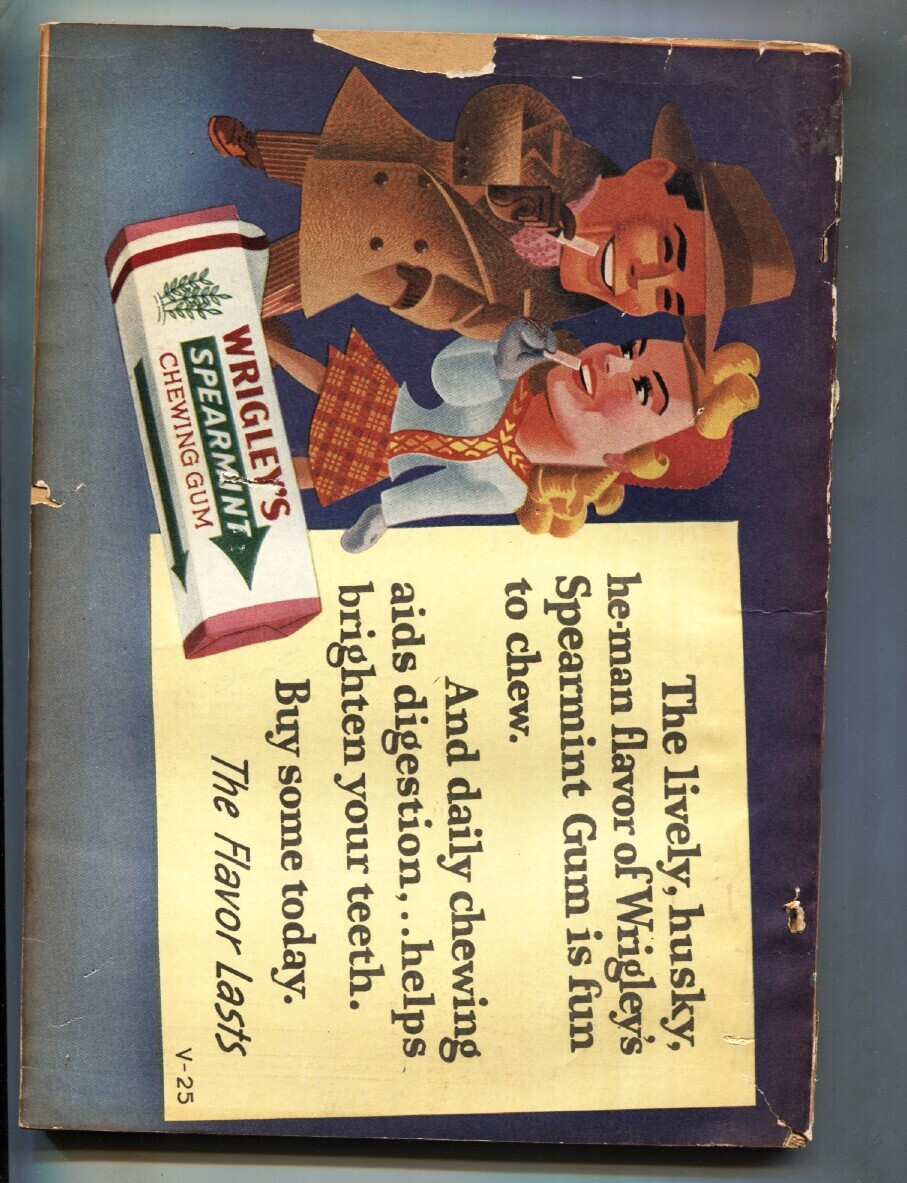 The lively, husky,
he-man flavor of Wrigley's
Spearmint Gum is fun
to chew.
And daily chewing
aids digestion,..helps
brighten your teeth.
Buy some today.
The Flavor Lasts
V-25
WRIGLEY'S
SPEARMINT
CHEWING GUM